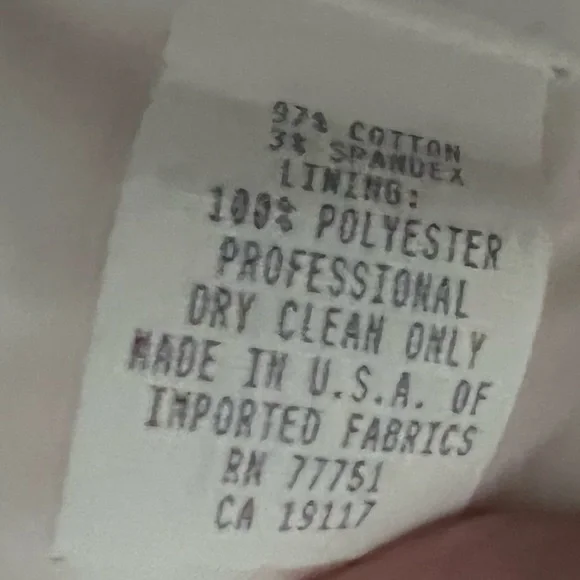 97% COTTON
3% SPANDEX
LINING:
100% POLYESTER
PROFESSIONAL
DRY CLEAN ONLY
MADE IN U.S.A. OF
IMPORTED FABRICS
RN 77751
CA 19117